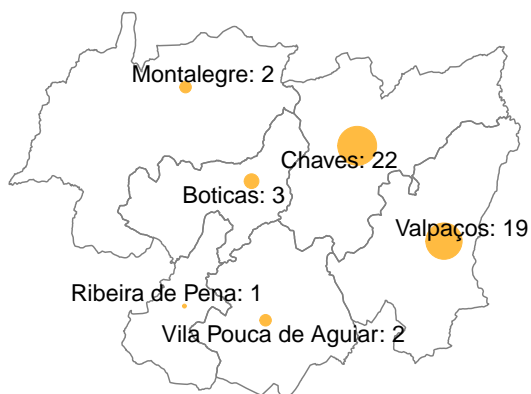 Montalegre: 2
Chaves: 22
Boticas: 3
Valpaços: 19
Ribeira de Pena: 1
Vila Pouca de Aguiar: 2